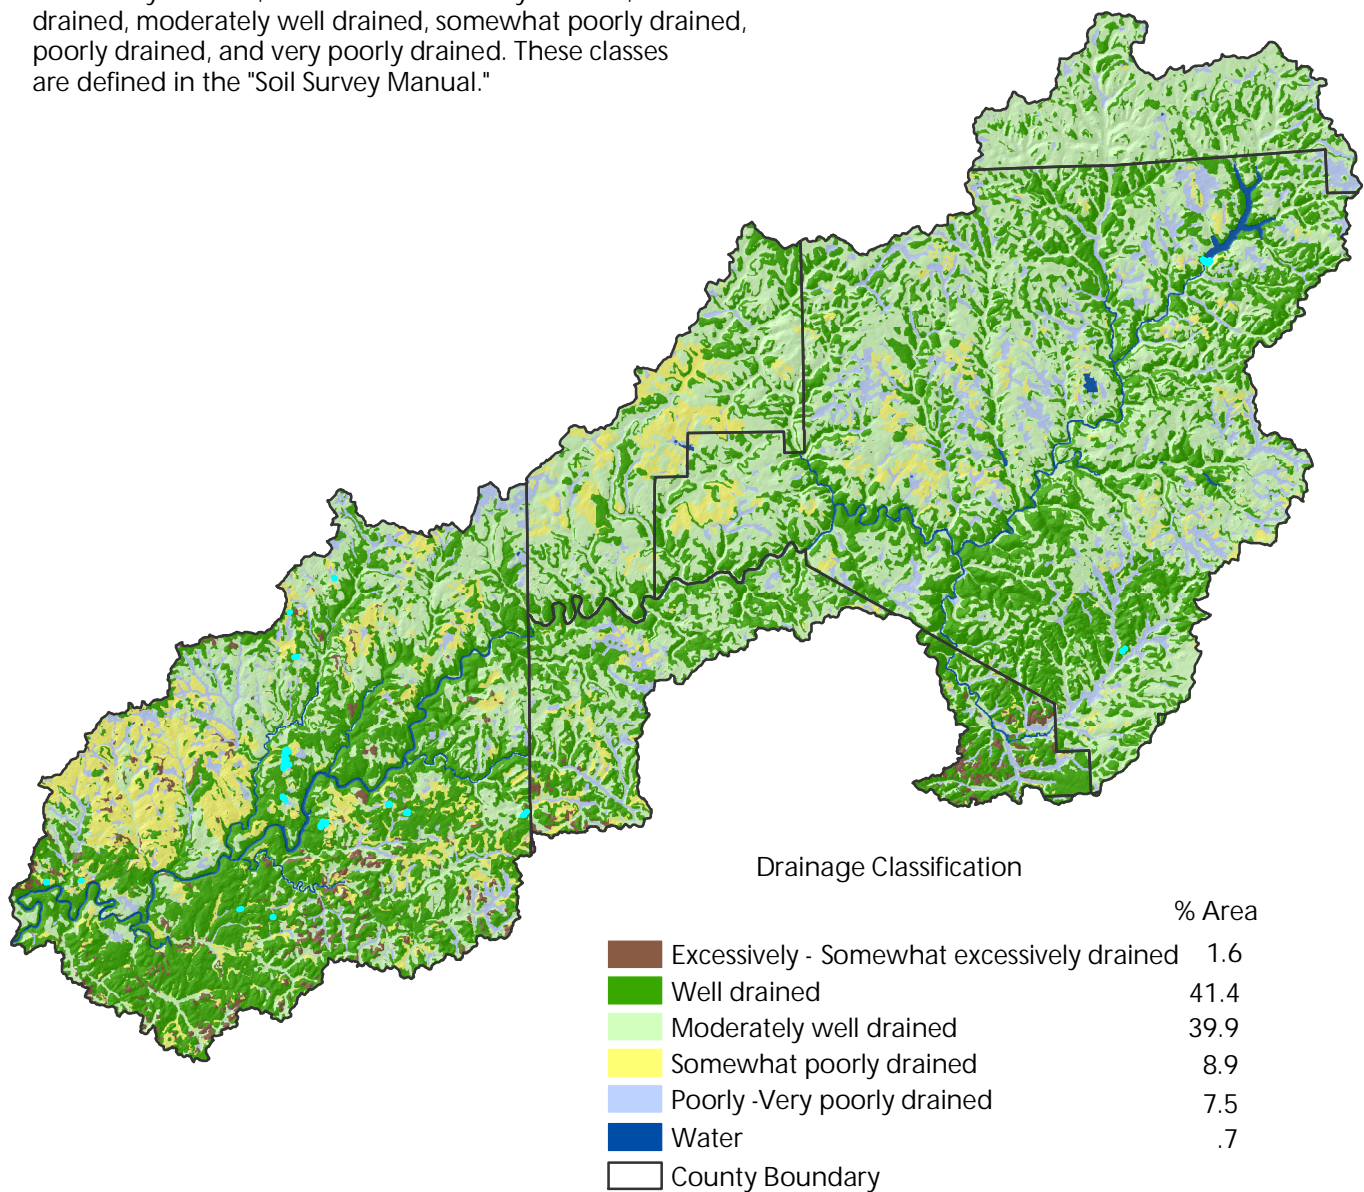 drained, moderately well drained, somewhat poorly drained,
poorly drained, and very poorly drained. These classes
are defined in the "Soil Survey Manual."
Drainage Classification
% Area
Excessively - Somewhat excessively drained 1.6
Well drained 41.4
Moderately well drained 39.9
Somewhat poorly drained 8.9
Poorly -Very poorly drained 7.5
Water .7
County Boundary